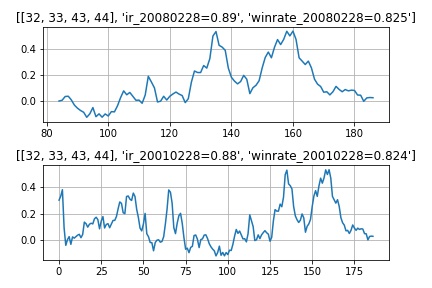 [[32, 33, 43, 44], 'ir_20080228=0.89', 'winrate_20080228=0.825']
0.4
0.2
0.0
80 100 120 140 160 180
[[32, 33, 43, 44], 'ir_20010228=0.88', 'winrate_20010228=0.824']
0.4
0.2
0.0
0 25 50 75 100 125 150 175